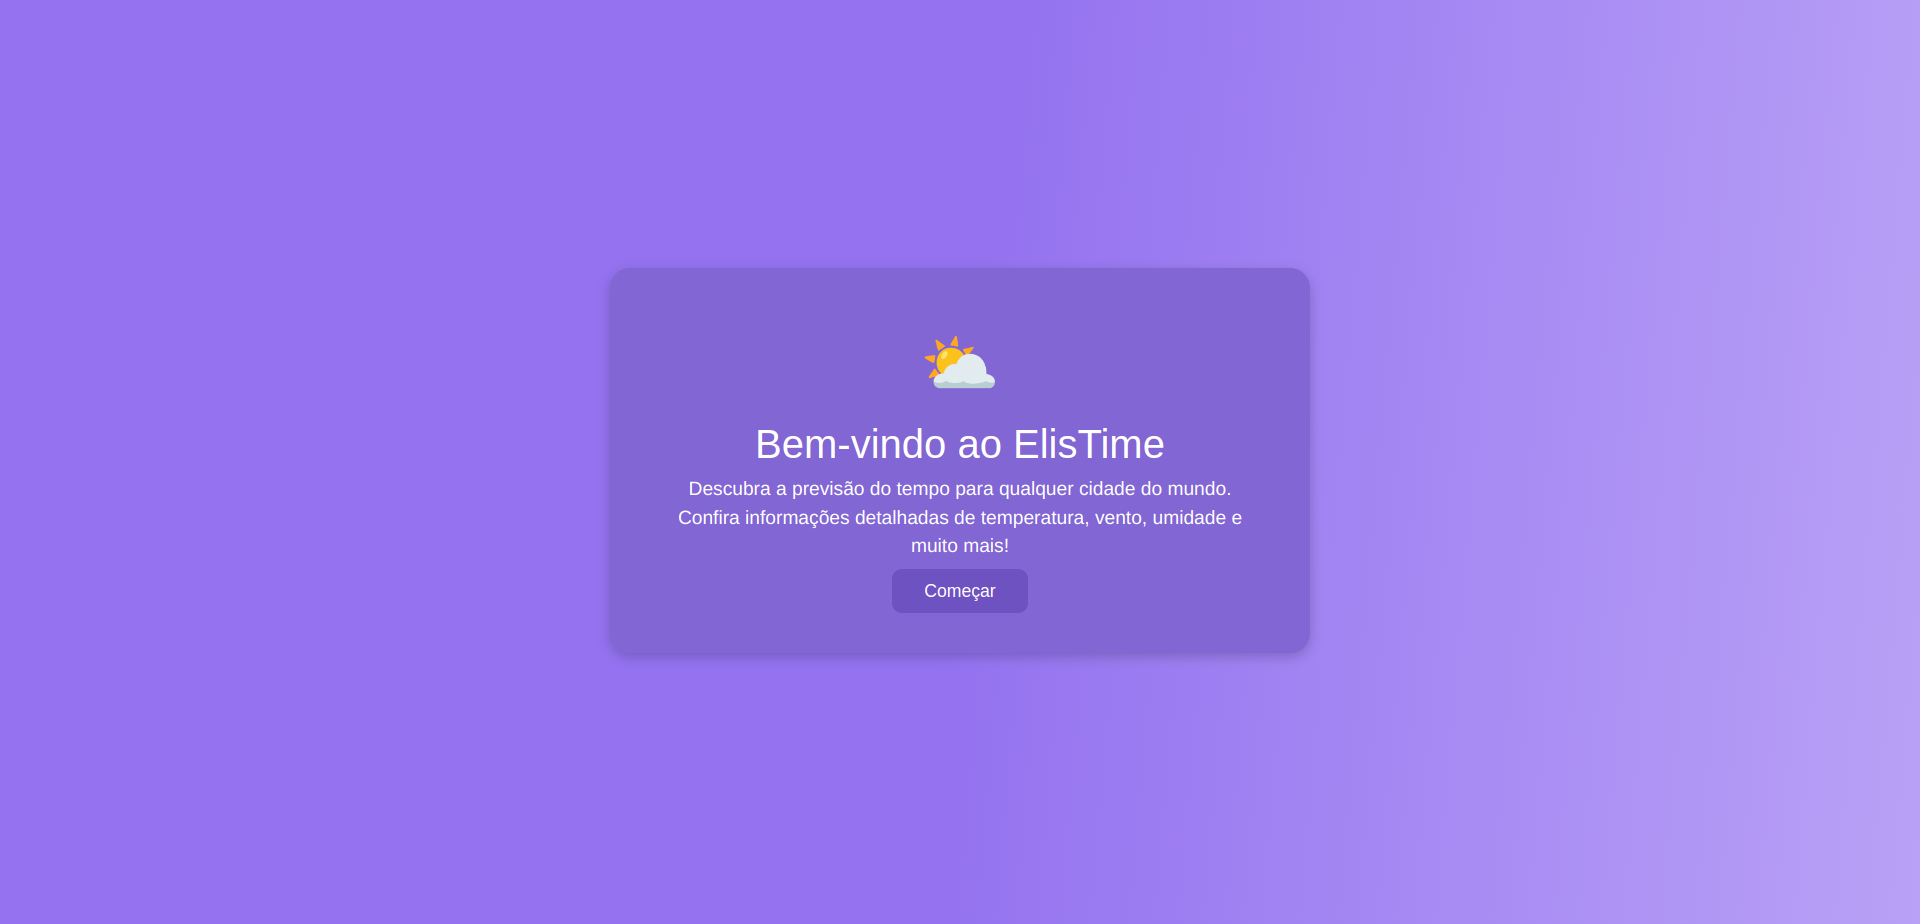 Bem-vindo ao ElisTime
Descubra a previsão do tempo para qualquer cidade do mundo.
Confira informações detalhadas de temperatura, vento, umidade e
muito mais!
Começar